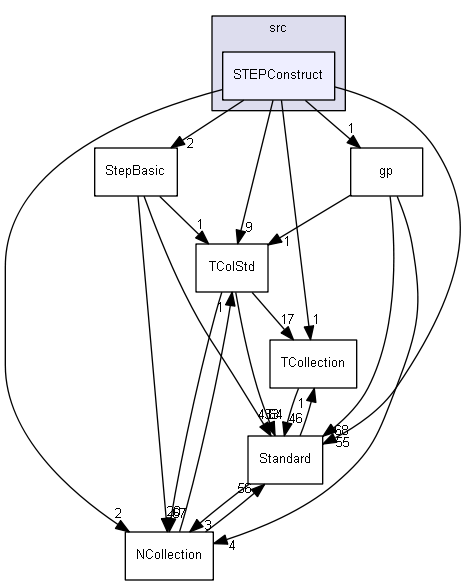 src
STEPConstruct
1
2
StepBasic
gp
1
9
1
TColStd
1
17
1
TCollection
1
46
68
55
Standard
56
2
3
4
NCollection